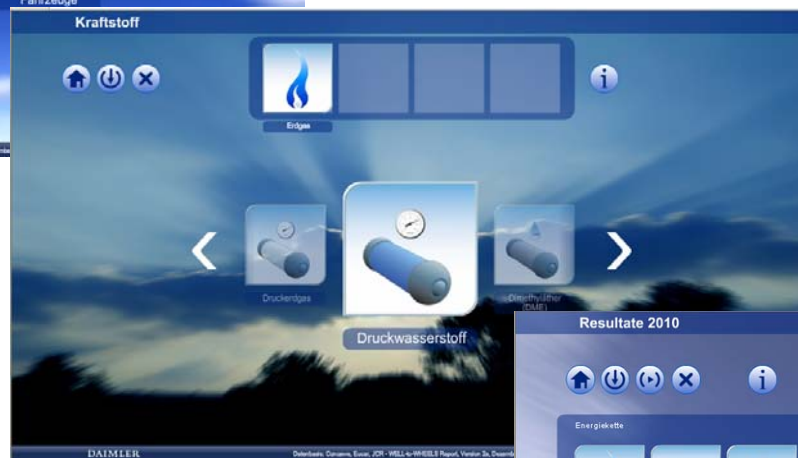 Fahrzeuge
Kraftstoff
Erdgas
Druckerdgas
Druckwasserstoff
Dimethyläther
(DME)
Resultate 2010
Energiekette
DAIMLER
Datenbasis: Concawe, Eucar, JCR - WELL-to-WHEELS Report, Version 2a,